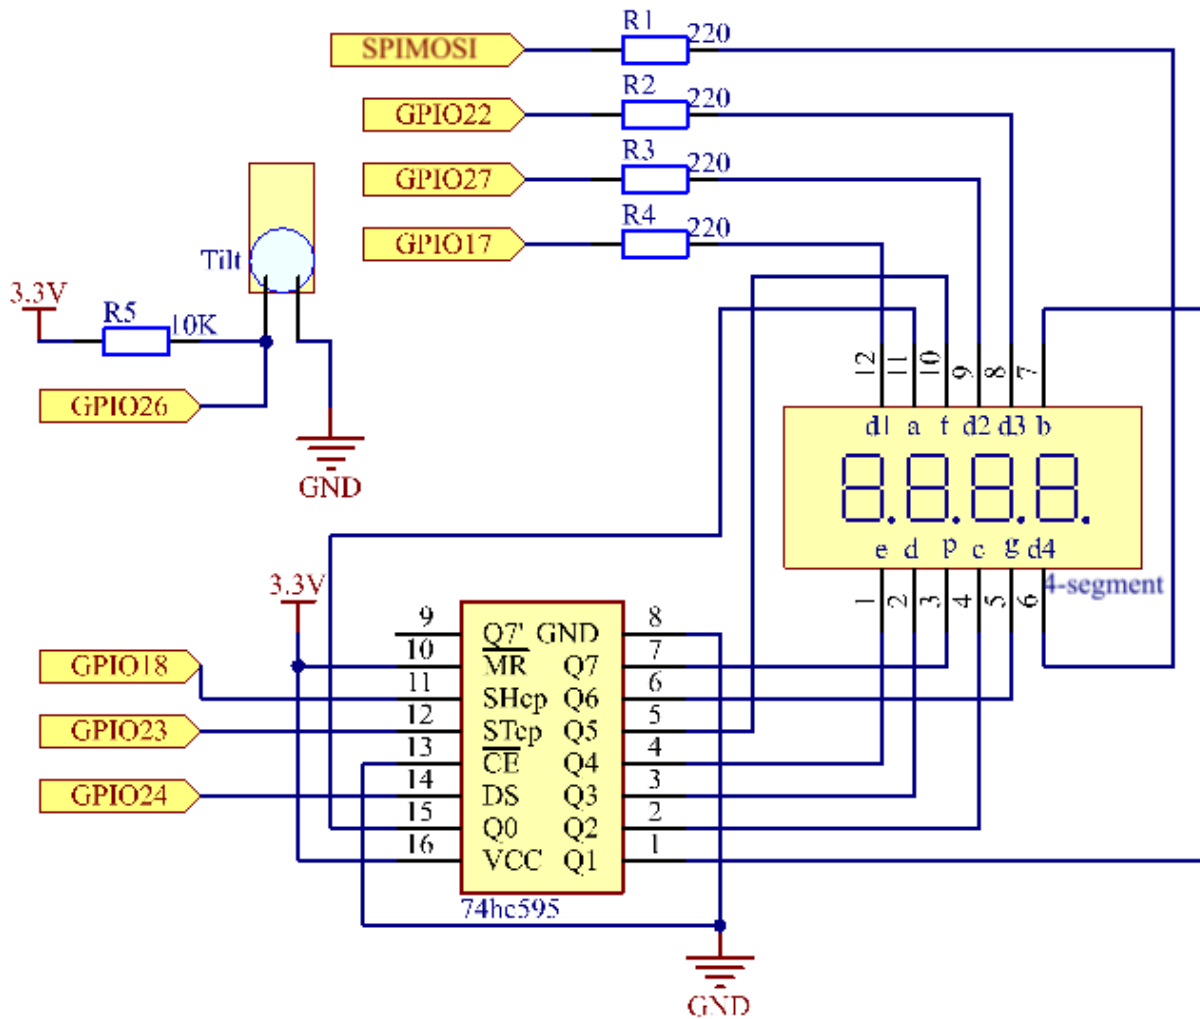 SPIMOSI
R1
220
GPIO22
R2
220
GPIO27
R3
220
GPIO17
R4
220
Tilt
3.3V
R5
10K
GPIO26
GND
12
11
10
9
8
7
d1 a f d2 d3 b
e d p c g d4
4-segment
1
2
3
4
5
6
3.3V
GPIO18
GPIO23
GPIO24
9
10
11
12
13
14
15
16
Q7' GND
MR Q7
SHcp Q6
STcp Q5
CE Q4
DS Q3
Q0 Q2
VCC Q1
8
7
6
5
4
3
2
1
74hc595
GND